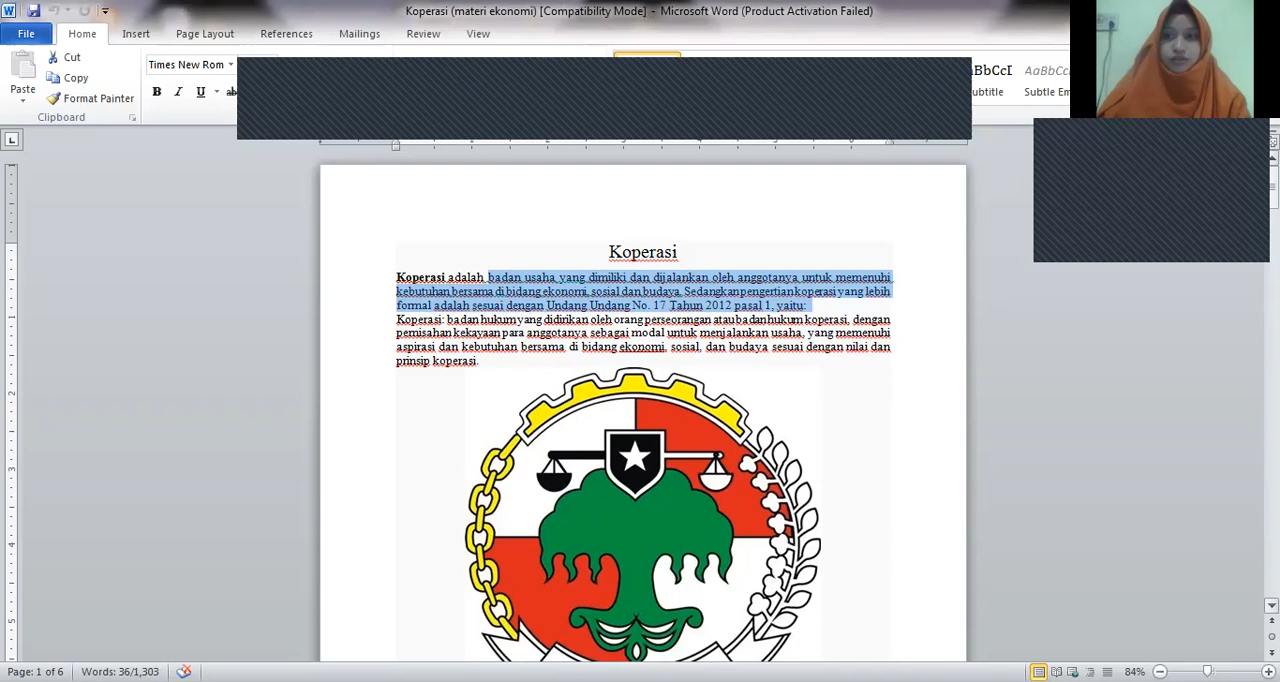 Koperasi (materi ekonomi) [Compatibility Mode] - Microsoft Word (Product Activation Failed)
File Home Insert Page Layout References Mailings Review View
Cut
Copy
Format Painter
Paste
Clipboard
Times New Rom
B I U abc
AaBbCcD
Subtitle
Subtle Em
Koperasi
Koperasi adalah badan usaha yang dimiliki dan dijalankan oleh anggotanya untuk memenuhi
kebutuhan bersama di bidang ekonomi, sosial dan budaya. Sedangkan pengertian koperasi yang lebih
formal adalah sesuai dengan Undang Undang No. 17 Tahun 2012 pasal 1, yaitu:
Koperasi: badan hukum yang didirikan oleh orang perseorangan atau badan hukum koperasi, dengan
pemisahan kekayaan para anggotanya sebagai modal untuk menjalankan usaha, yang memenuhi
aspirasi dan kebutuhan bersama di bidang ekonomi, sosial, dan budaya sesuai dengan nilai dan
prinsip koperasi.
Page: 1 of 6 Words: 36/1,303 84%